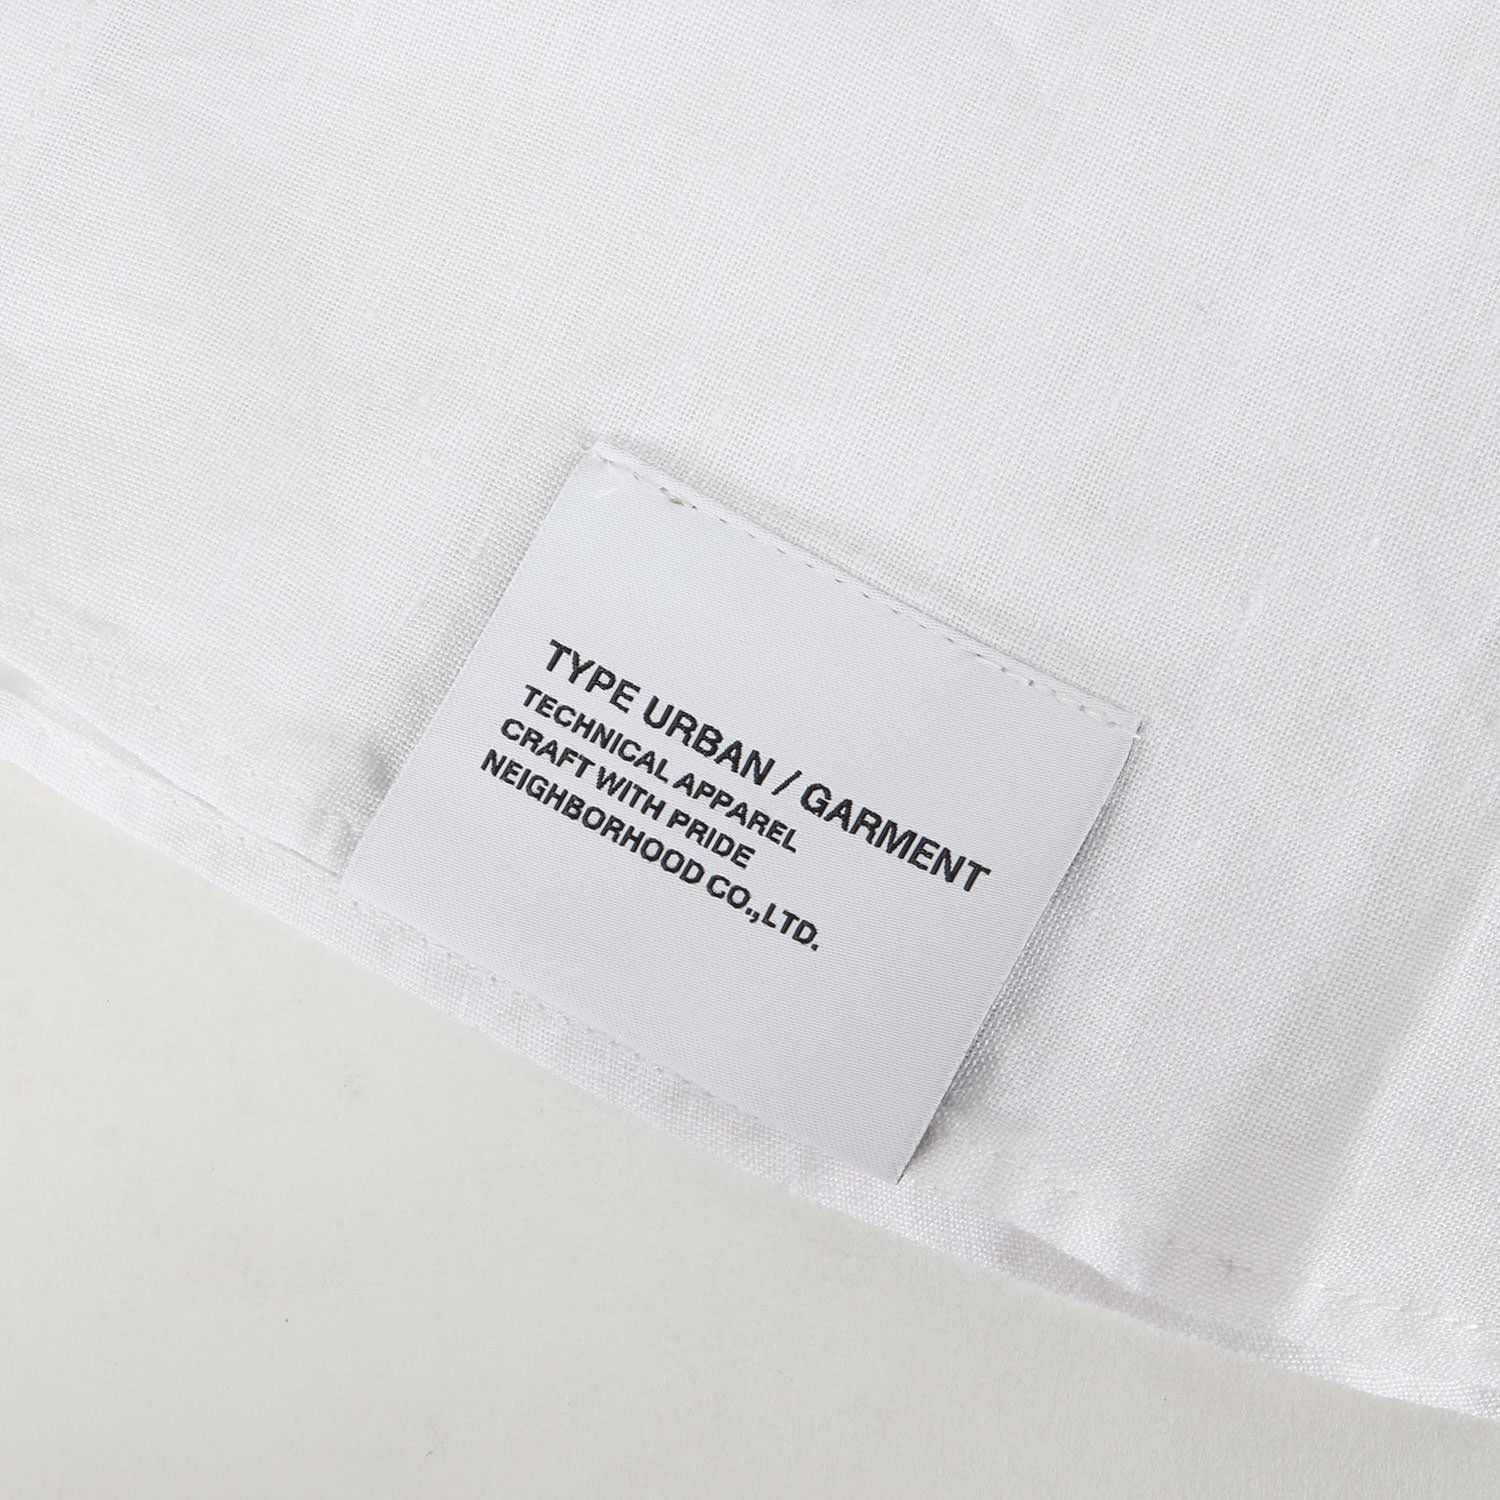 TYPE URBAN / GARMENT
TECHNICAL APPAREL
CRAFT WITH PRIDE
NEIGHBORHOOD CO.,LTD.